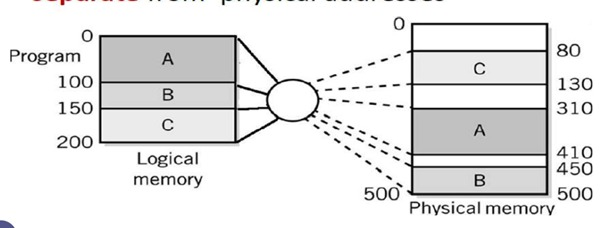 separate from physical addresses
0
Program
A
100
B
150
C
200
Logical
memory
0
80
C
130
310
A
410
450
B
500
500
Physical memory